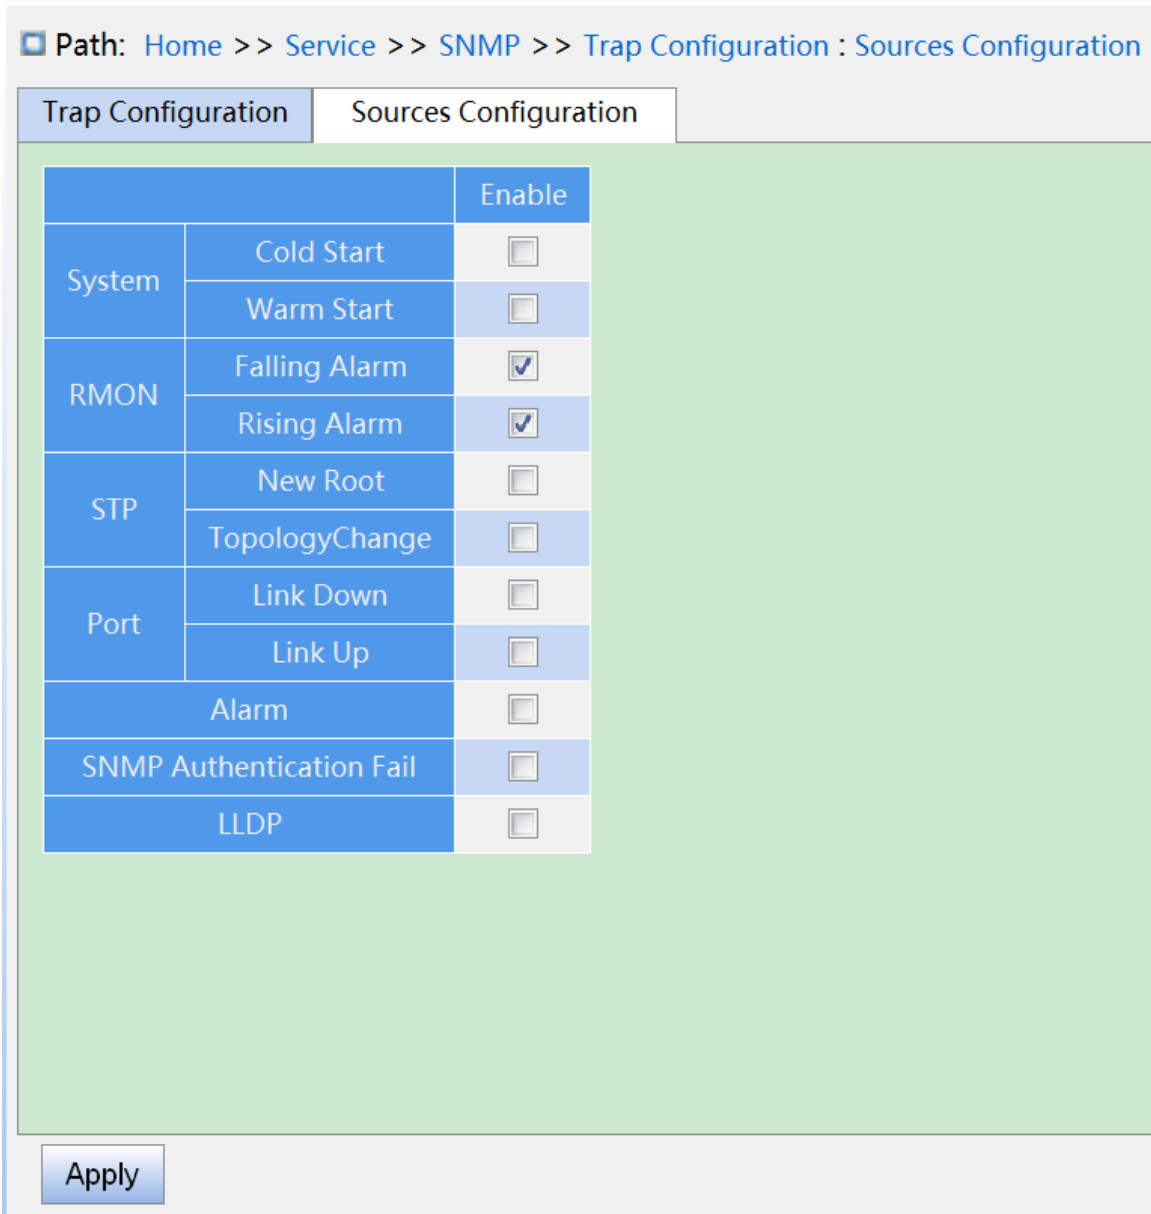 Path: Home >> Service >> SNMP >> Trap Configuration : Sources Configuration
Trap Configuration Sources Configuration
Enable
System Cold Start
Warm Start
RMON Falling Alarm
Rising Alarm
STP New Root
TopologyChange
Port Link Down
Link Up
Alarm
SNMP Authentication Fail
LLDP
Apply